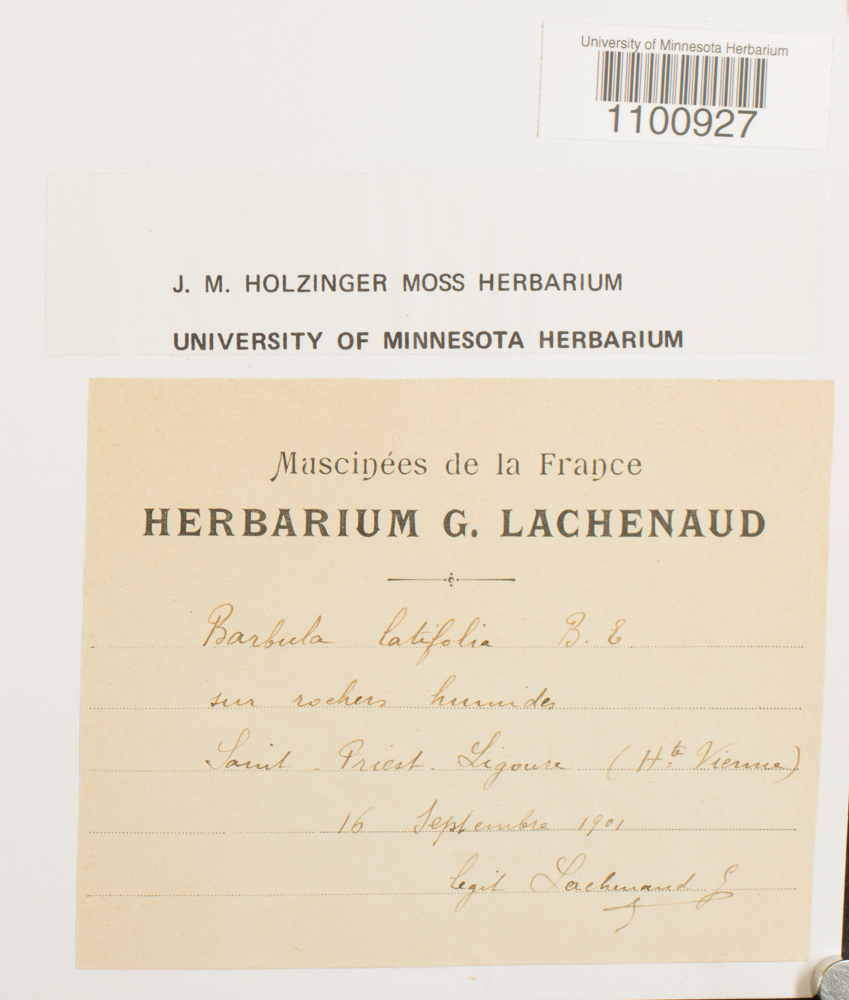 University of Minnesota Herbarium
1100927
J. M. HOLZINGER MOSS HERBARIUM
UNIVERSITY OF MINNESOTA HERBARIUM
Muscinées de la France
HERBARIUM G. LACHENAUD
Barbula latifolia B. E
sur rochers humides
Saint-Priest-Ligoure (Hte Vienne)
16 Septembre 1901
legit Lachenaud G